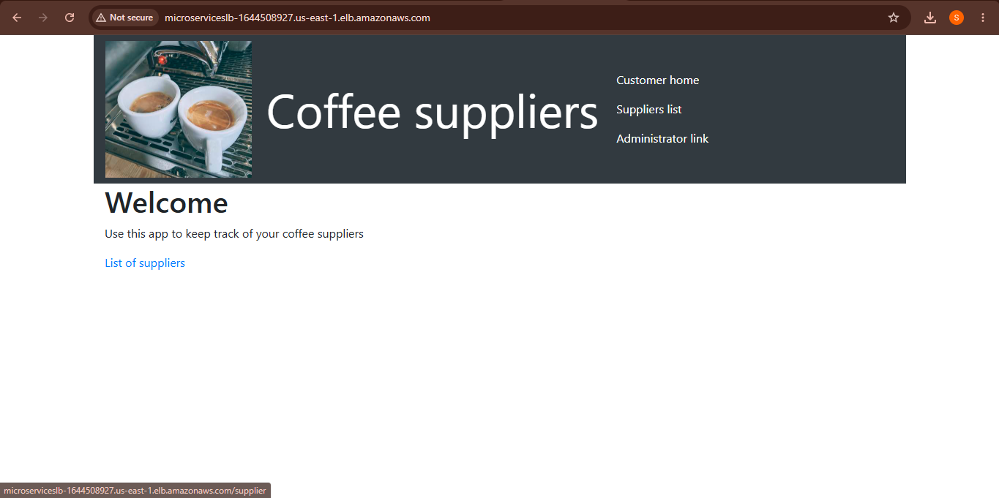 Not secure
microserviceslb-1644508927.us-east-1.elb.amazonaws.com
S
Coffee suppliers
Customer home
Suppliers list
Administrator link
Welcome
Use this app to keep track of your coffee suppliers
List of suppliers
microserviceslb-1644508927.us-east-1.elb.amazonaws.com/supplier